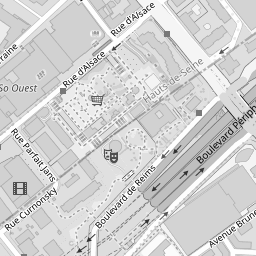 Rue d'Alsace
raine
Rue d'Alsace
So Ouest
Hauts-de-Seine
Rue Parfait Jans
Boulevard Périph
Rue Curnonsky
Boulevard de Reims
Avenue Brune